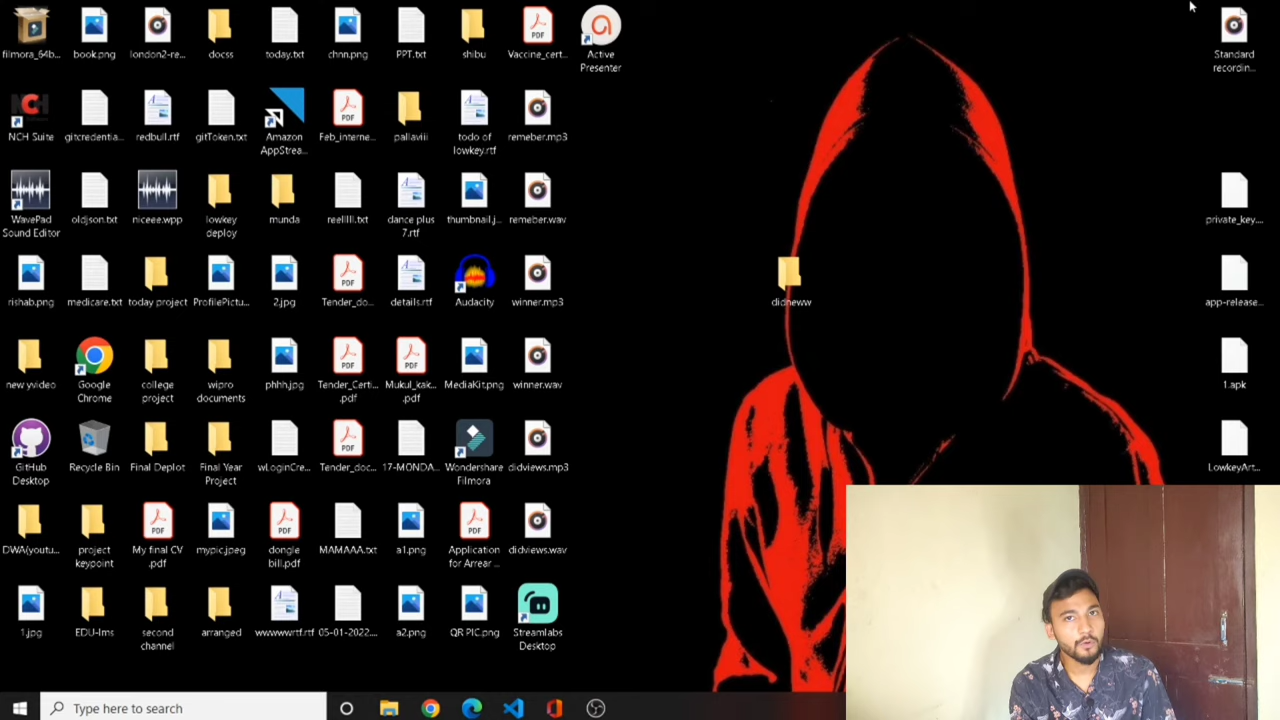 filmora_64b...
book.png
london2-re...
docss
today.txt
chnn.png
PPT.txt
shibu
Vaccine_cert...
Active
Presenter
Standard
recordin...
NCH Suite
gitcredentia...
redbull.rtf
gitToken.txt
Amazon
AppStrea...
Feb_interne...
pallaviii
todo of
lowkey.rtf
remeber.mp3
WavePad
Sound Editor
oldjson.txt
niceee.wpp
lowkey
deploy
munda
reelllll.txt
dance plus
7.rtf
thumbnail.j...
remeber.wav
private_key....
rishab.png
medicare.txt
today project
ProfilePictu...
2.jpg
Tender_do...
details.rtf
Audacity
winner.mp3
didneww
app-release...
new yvideo
Google
Chrome
college
project
wipro
documents
phhh.jpg
Tender_Certi...
.pdf
Mukul_kak...
.pdf
MediaKit.png
winner.wav
1.apk
GitHub
Desktop
Recycle Bin
Final Deplot
Final Year
Project
wLoginCre...
Tender_doc...
17-MONDA...
Wondershare
Filmora
didviews.mp3
LowkeyArt...
DWA(youtu...
project
keypoint
My final CV
.pdf
mypic.jpeg
dongle
bill.pdf
MAMAAA.txt
a1.png
Application
for Arrear ...
didviews.wav
1.jpg
EDU-lms
second
channel
arranged
wwwwwrtf.rtf
05-01-2022....
a2.png
QR PIC.png
Streamlabs
Desktop
Type here to search